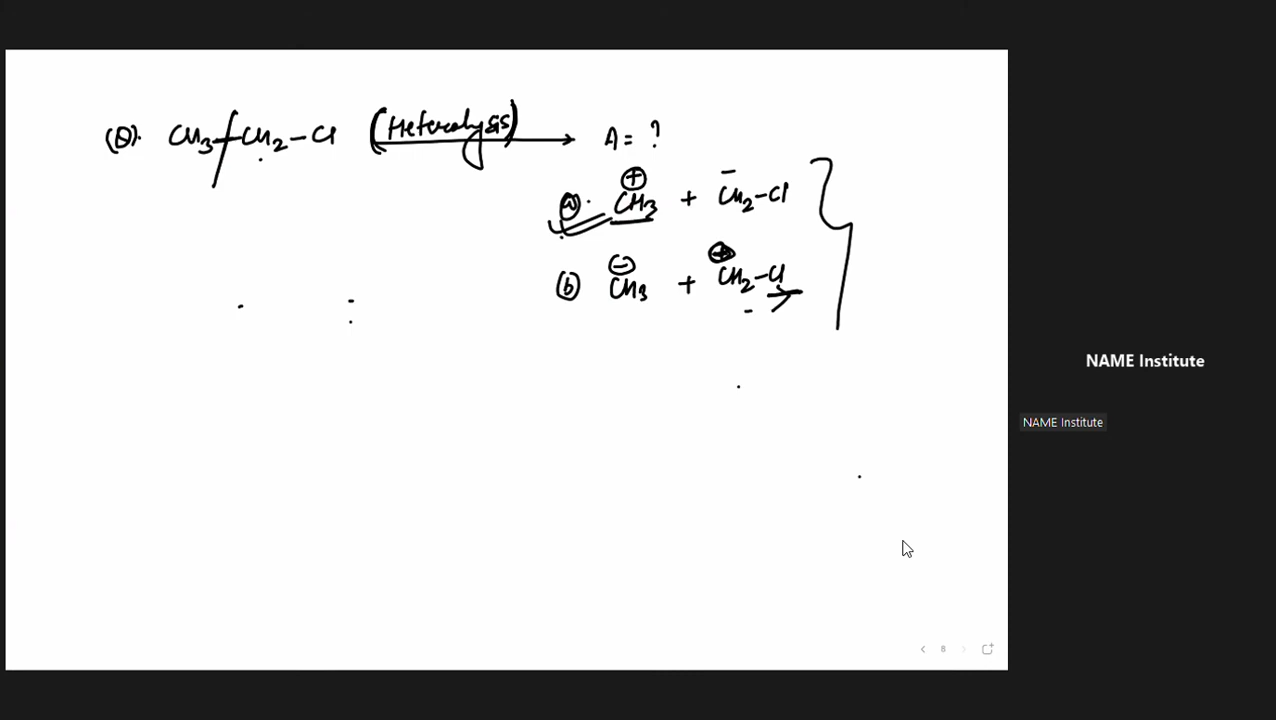 (Q). CH3-CH2-Cl (Heterolysis) → A = ?
(a) ⊕CH3 + CH2-Cl
(b) ⊖CH3 + ⊕CH2-Cl
NAME Institute
NAME Institute
8